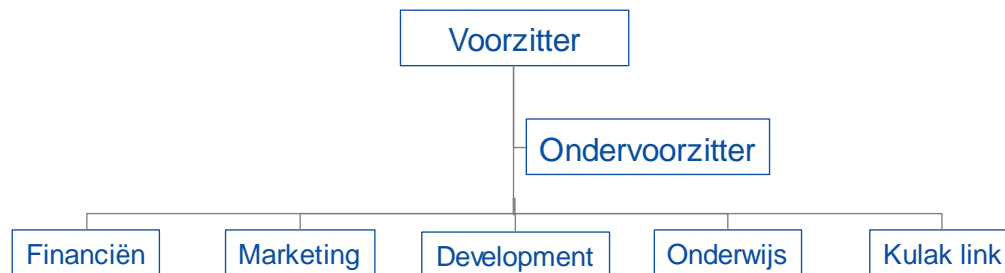 Voorzitter
Ondervoorzitter
Financiën
Marketing
Development
Onderwijs
Kulak link